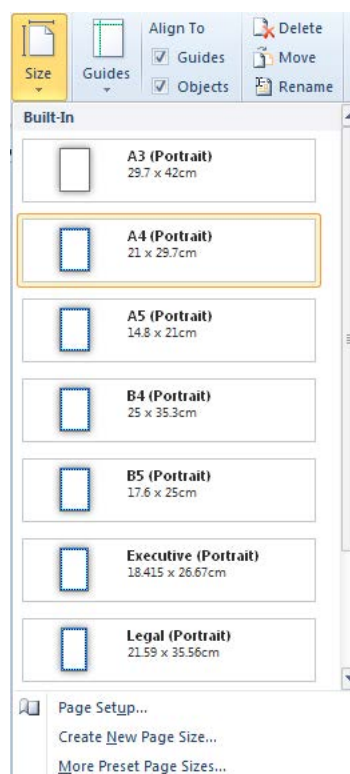 Size
Guides
Align To
Guides
Objects
Delete
Move
Rename
Built-In
A3 (Portrait)
29.7 x 42cm
A4 (Portrait)
21 x 29.7cm
A5 (Portrait)
14.8 x 21cm
B4 (Portrait)
25 x 35.3cm
B5 (Portrait)
17.6 x 25cm
Executive (Portrait)
18.415 x 26.67cm
Legal (Portrait)
21.59 x 35.56cm
Page Setup...
Create New Page Size...
More Preset Page Sizes...